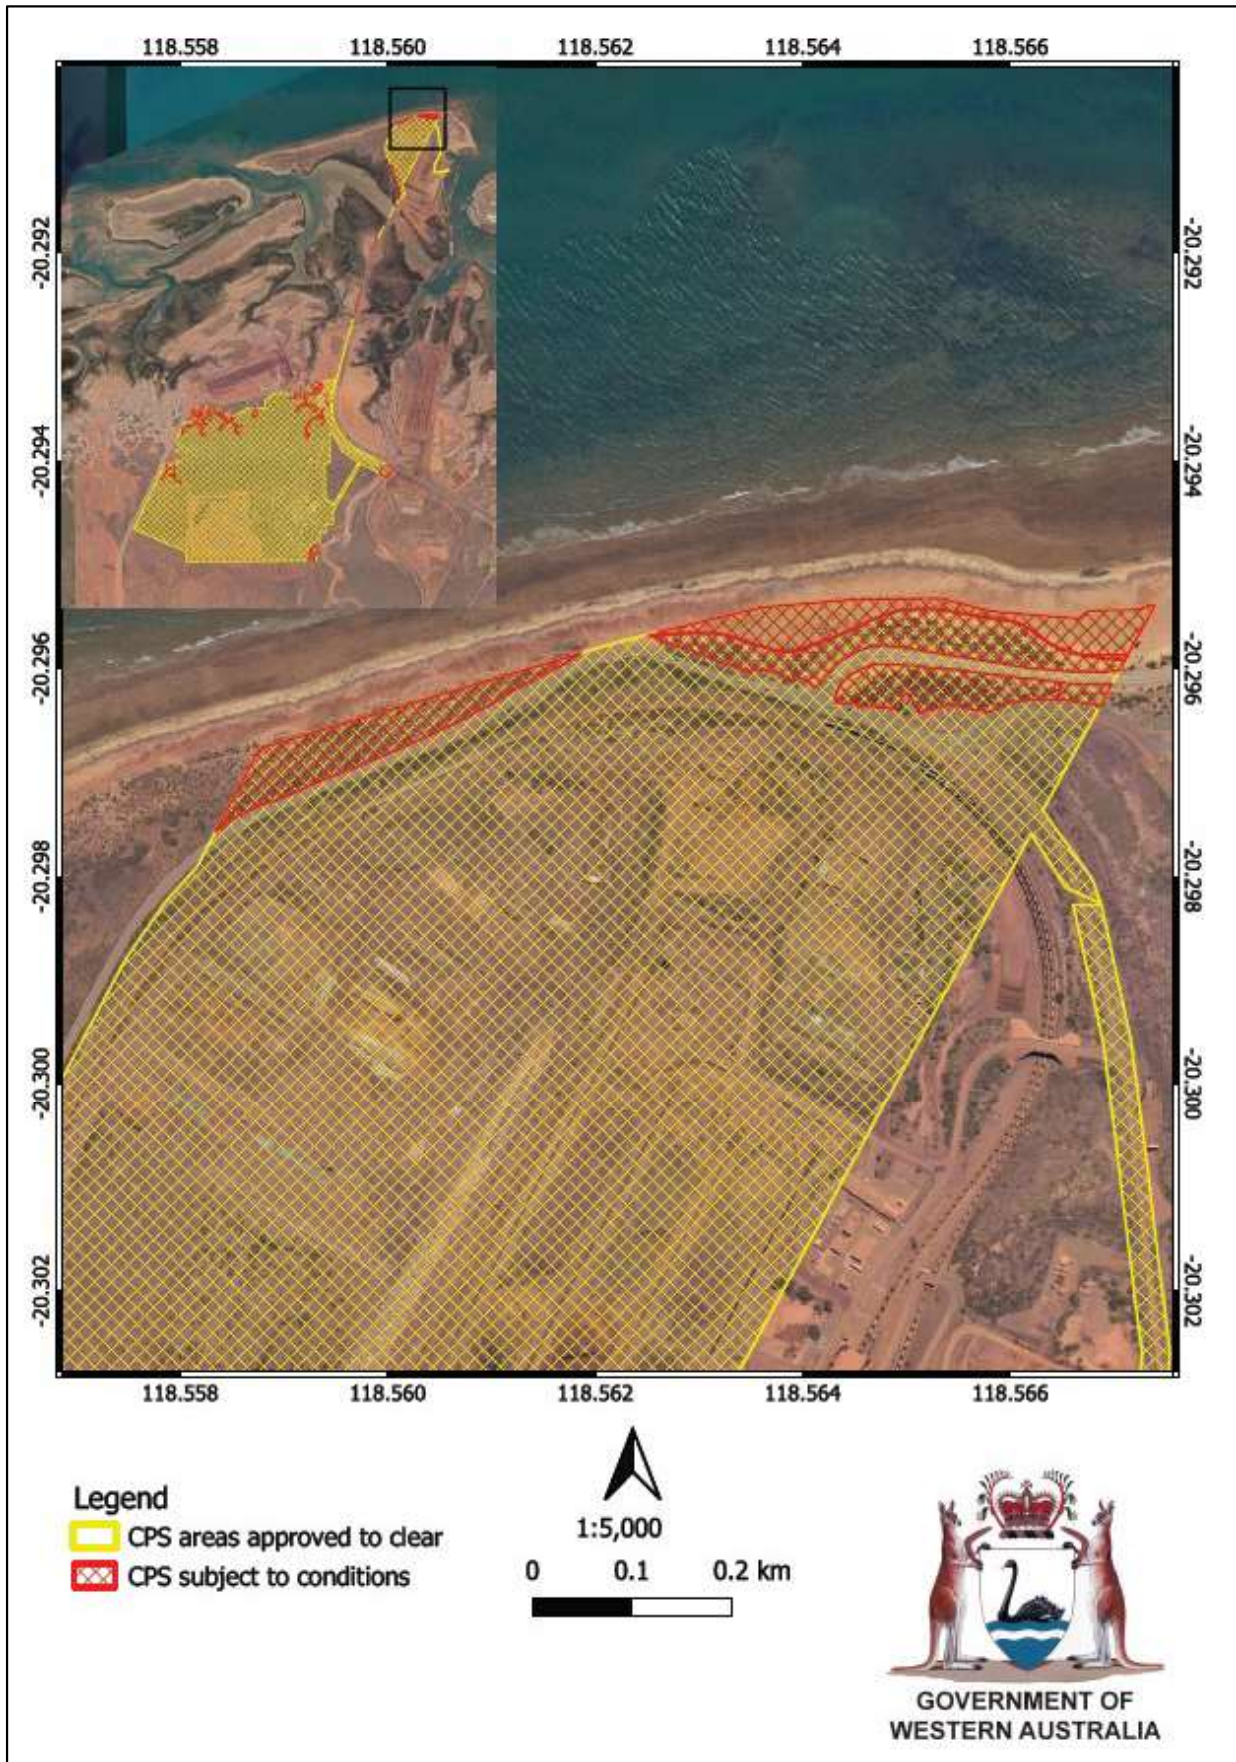 118.558 118.560 118.562 118.564 118.566
-20.292
-20.294
-20.296
-20.298
-20.300
-20.302
-20.292
-20.294
-20.296
-20.298
-20.300
-20.302
118.558 118.560 118.562 118.564 118.566
Legend
CPS areas approved to clear
CPS subject to conditions
1:5,000
0 0.1 0.2 km
GOVERNMENT OF
WESTERN AUSTRALIA